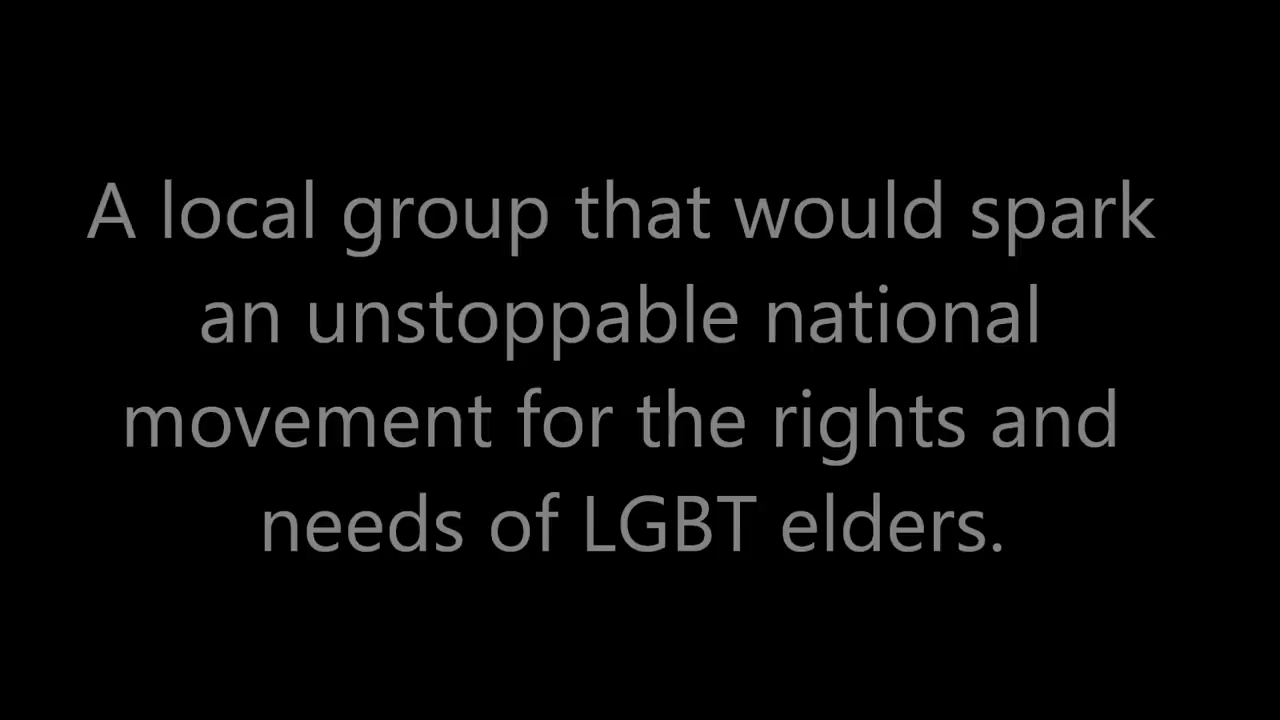 A local group that would spark
an unstoppable national
movement for the rights and
needs of LGBT elders.